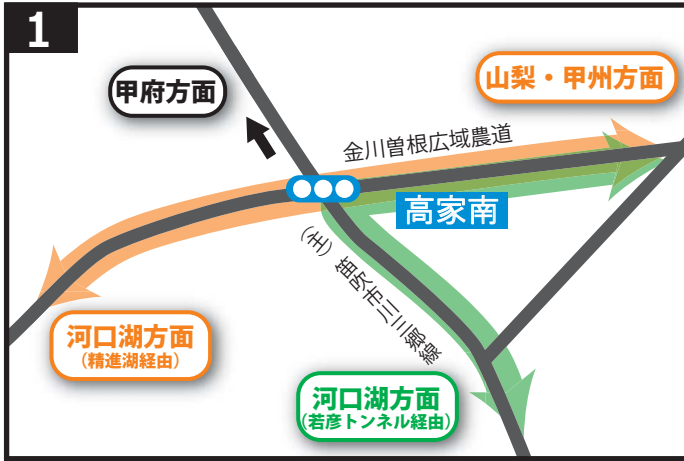 1
甲府方面
山梨・甲州方面
金川曽根広域農道
高家南
(主)笛吹市川三郷線
河口湖方面
(精進湖経由)
河口湖方面
(若彦トンネル経由)